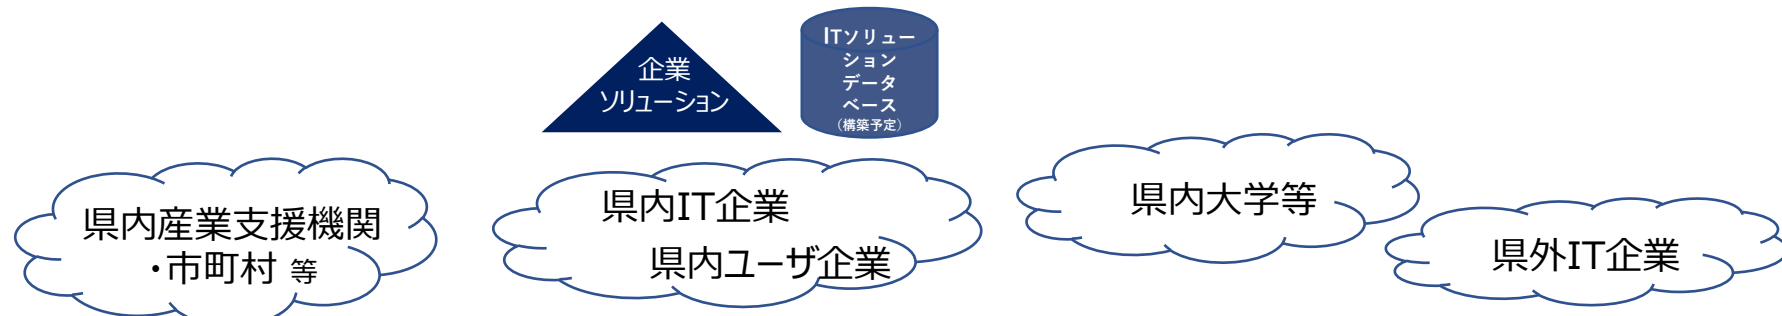 企業
ソリューション
ITソリュー
ション
データ
ベース
(構築予定)
県内産業支援機関
・市町村 等
県内IT企業
県内ユーザ企業
県内大学等
県外IT企業